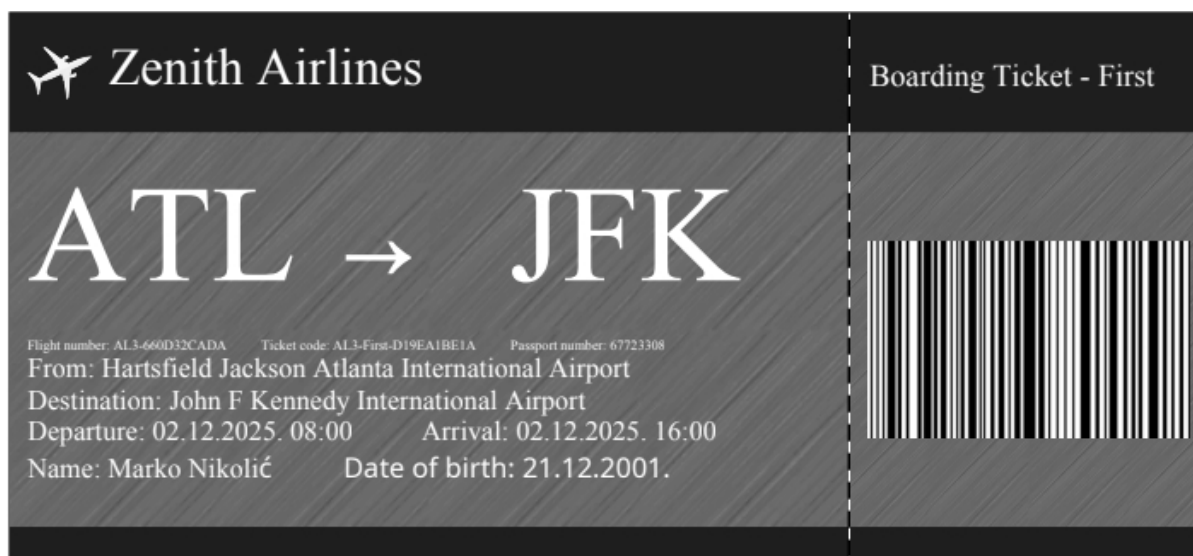 Zenith Airlines
Boarding Ticket - First
ATL → JFK
Flight number: AL3-660D32CADA Ticket code: AL3-First-D19EA1BE1A Passport number: 67723308
From: Hartsfield Jackson Atlanta International Airport
Destination: John F Kennedy International Airport
Departure: 02.12.2025. 08:00 Arrival: 02.12.2025. 16:00
Name: Marko Nikolić Date of birth: 21.12.2001.